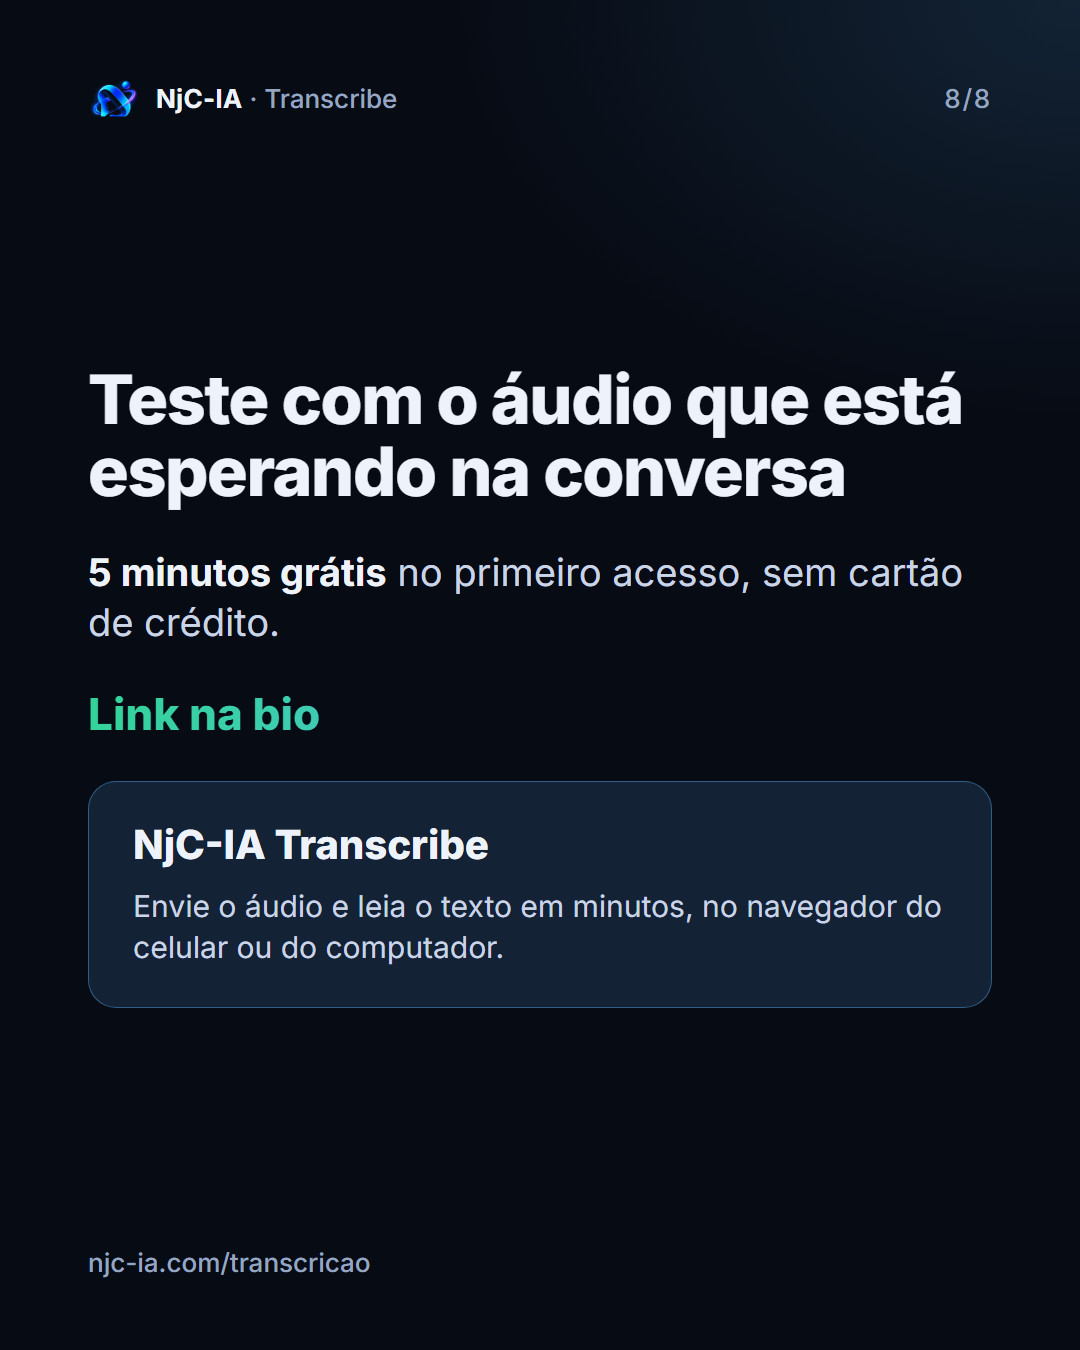 NjC-IA · Transcribe
8/8
Teste com o áudio que está
esperando na conversa
5 minutos grátis no primeiro acesso, sem cartão
de crédito.
Link na bio
NjC-IA Transcribe
Envie o áudio e leia o texto em minutos, no navegador do
celular ou do computador.
njc-ia.com/transcricao